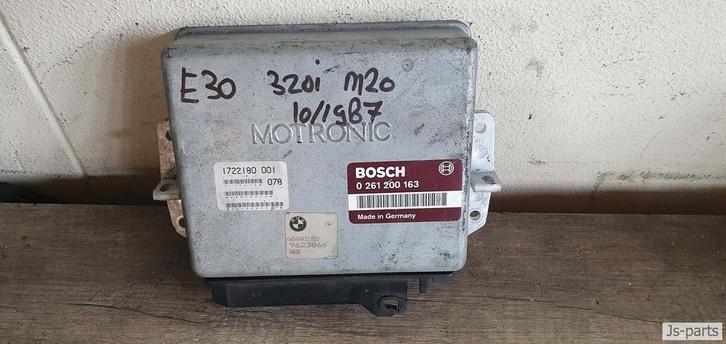 E30 320i M20
10/1987
MOTRONIC
1722180 001
078
BOSCH
0 261 200 163
Made in Germany
9623066
Js-parts